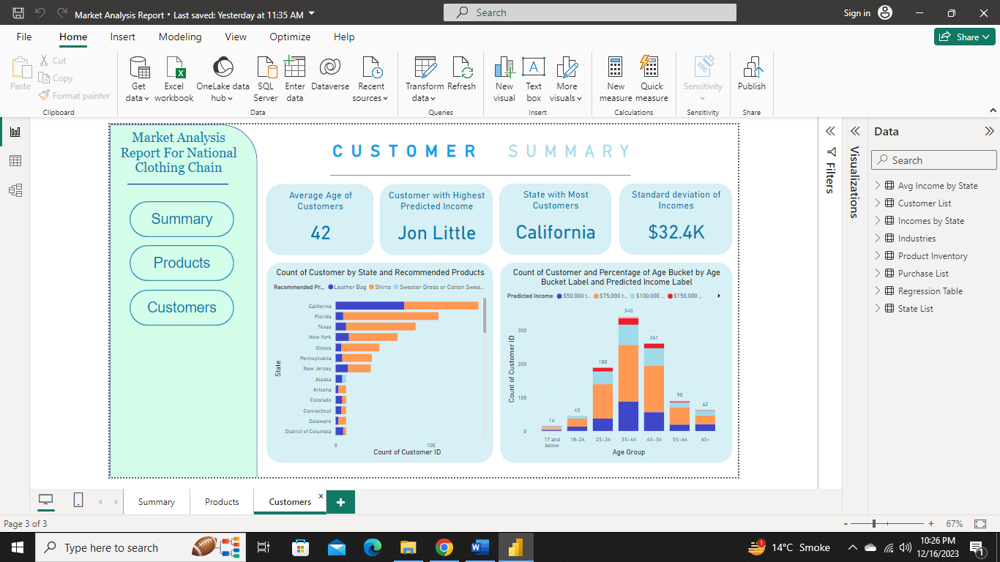 Market Analysis Report • Last saved: Yesterday at 11:35 AM
Search
Sign in
File Home Insert Modeling View Optimize Help
Share
Paste
Cut
Copy
Format painter
Clipboard
Get data
Excel workbook
OneLake data hub
SQL Server
Enter data
Dataverse
Recent sources
Data
Transform data
Refresh
Queries
New visual
Text box
More visuals
Insert
New measure
Quick measure
Calculations
Sensitivity
Sensitivity
Publish
Share
Market Analysis
Report For National
Clothing Chain
Summary
Products
Customers
CUSTOMER SUMMARY
Average Age of
Customers
42
Customer with Highest
Predicted Income
Jon Little
State with Most
Customers
California
Standard deviation of
Incomes
$32.4K
Count of Customer by State and Recommended Products
Recommended Pr... Leather Bag Shirts Sweater Dress or Cotton Swea...
State
California
Florida
Texas
New York
Illinois
Pennsylvania
New Jersey
Alaska
Arizona
Colorado
Connecticut
Delaware
District of Columbia
0 100
Count of Customer ID
Count of Customer and Percentage of Age Bucket by Age
Bucket Label and Predicted Income Label
Predicted Income $50,000 t... $75,000 t... $100,000 ... $150,000 ...
Count of Customer ID
300
200
100
0
14 45 188 340 261 90 62
17 and below 18-24 25-34 35-44 45-54 55-64 65+
Age Group
Filters
Visualizations
Data
Search
Avg Income by State
Customer List
Incomes by State
Industries
Product Inventory
Purchase List
Regression Table
State List
Summary Products Customers x +
Page 3 of 3
- + 67%
Type here to search
1
14°C Smoke
10:26 PM
12/16/2023
1